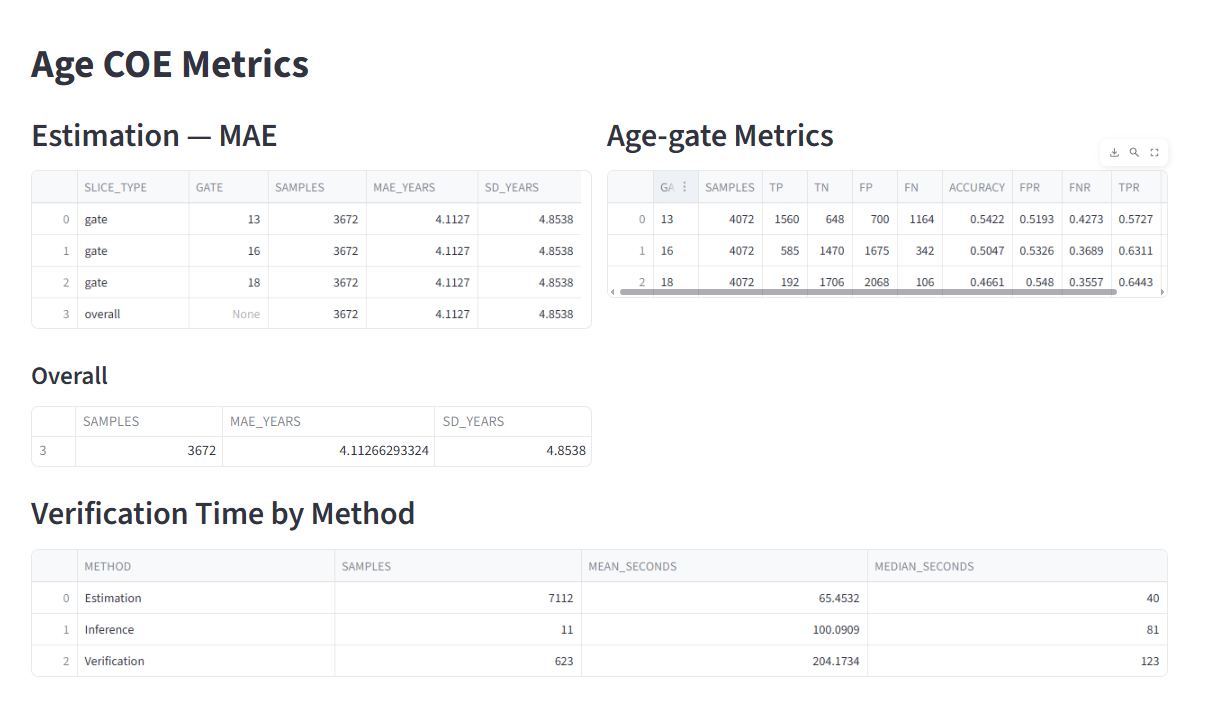 Age COE Metrics
Estimation — MAE
SLICE_TYPE GATE SAMPLES MAE_YEARS SD_YEARS
0 gate 13 3672 4.1127 4.8538
1 gate 16 3672 4.1127 4.8538
2 gate 18 3672 4.1127 4.8538
3 overall None 3672 4.1127 4.8538
Overall
SAMPLES MAE_YEARS SD_YEARS
3 3672 4.11266293324 4.8538
Age-gate Metrics
GA SAMPLES TP TN FP FN ACCURACY FPR FNR TPR
0 13 4072 1560 648 700 1164 0.5422 0.5193 0.4273 0.5727
1 16 4072 585 1470 1675 342 0.5047 0.5326 0.3689 0.6311
2 18 4072 192 1706 2068 106 0.4661 0.548 0.3557 0.6443
Verification Time by Method
METHOD SAMPLES MEAN_SECONDS MEDIAN_SECONDS
0 Estimation 7112 65.4532 40
1 Inference 11 100.0909 81
2 Verification 623 204.1734 123